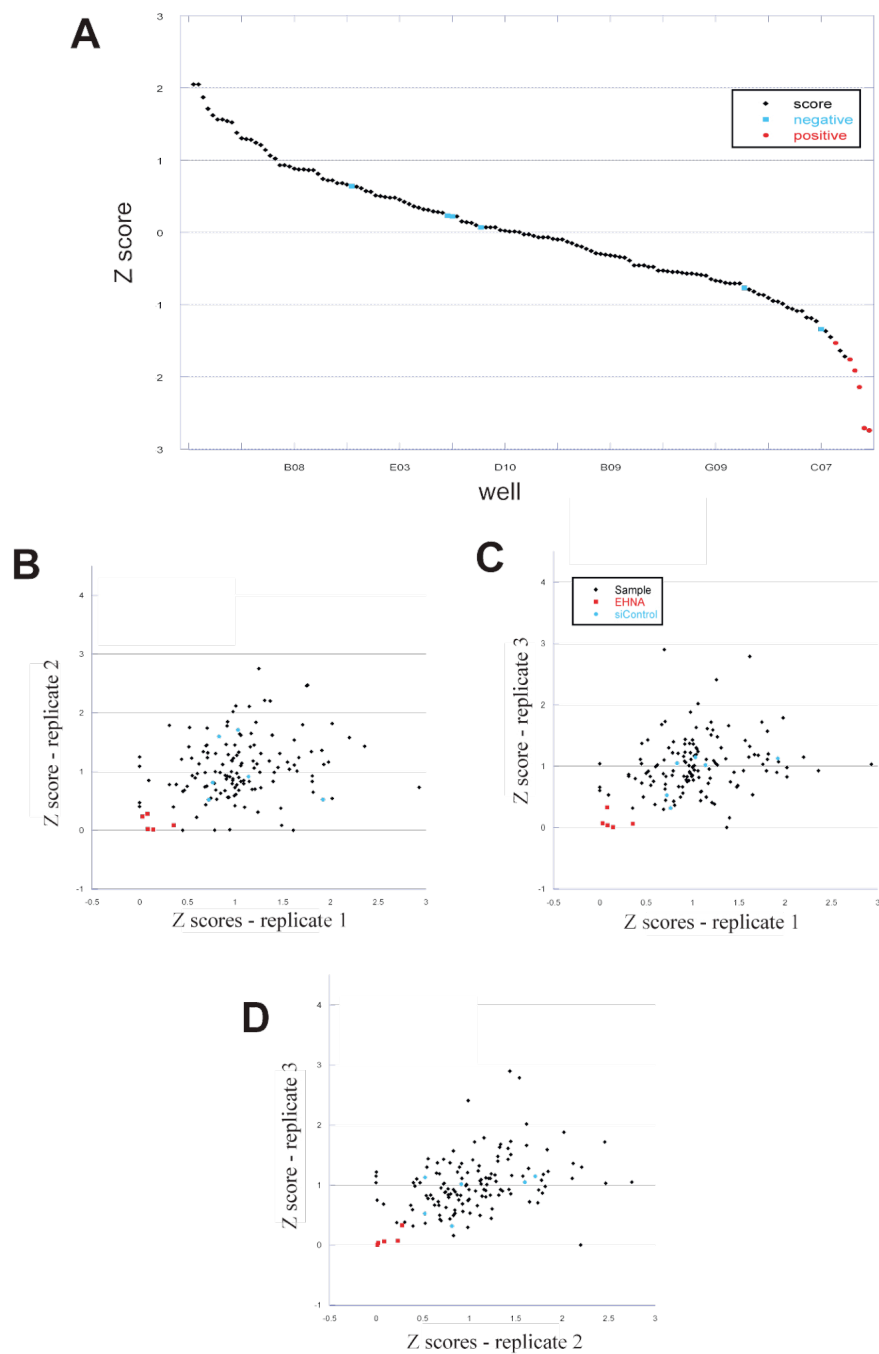 A
3
2
1
0
1
2
3
Z score
score
negative
positive
B08 E03 D10 B09 G09 C07
well
B
4
3
2
1
0
-1
Z score - replicate 2
-0.5 0 0.5 1 1.5 2 2.5 3
Z scores - replicate 1
C
4
3
2
1
0
-1
Z score - replicate 3
Sample
EHNA
siControl
-0.5 0 0.5 1 1.5 2 2.5 3
Z scores - replicate 1
D
4
3
2
1
0
-1
Z score - replicate 3
-0.5 0 0.5 1 1.5 2 2.5 3
Z scores - replicate 2